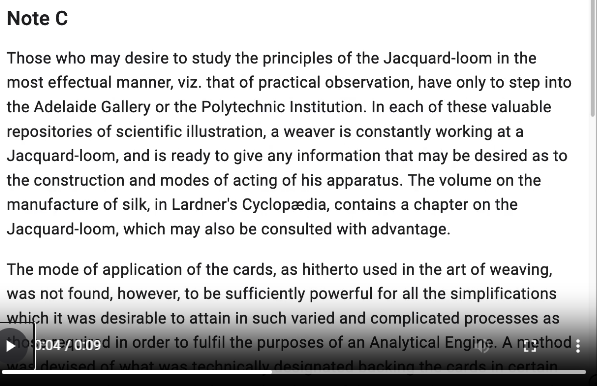 Note C
Those who may desire to study the principles of the Jacquard-loom in the
most effectual manner, viz. that of practical observation, have only to step into
the Adelaide Gallery or the Polytechnic Institution. In each of these valuable
repositories of scientific illustration, a weaver is constantly working at a
Jacquard-loom, and is ready to give any information that may be desired as to
the construction and modes of acting of his apparatus. The volume on the
manufacture of silk, in Lardner's Cyclopædia, contains a chapter on the
Jacquard-loom, which may also be consulted with advantage.
The mode of application of the cards, as hitherto used in the art of weaving,
was not found, however, to be sufficiently powerful for all the simplifications
which it was desirable to attain in such varied and complicated processes as
those required in order to fulfil the purposes of an Analytical Engine. A method
0:04 / 0:09
was devised of what was technically designated backing the cards in certain